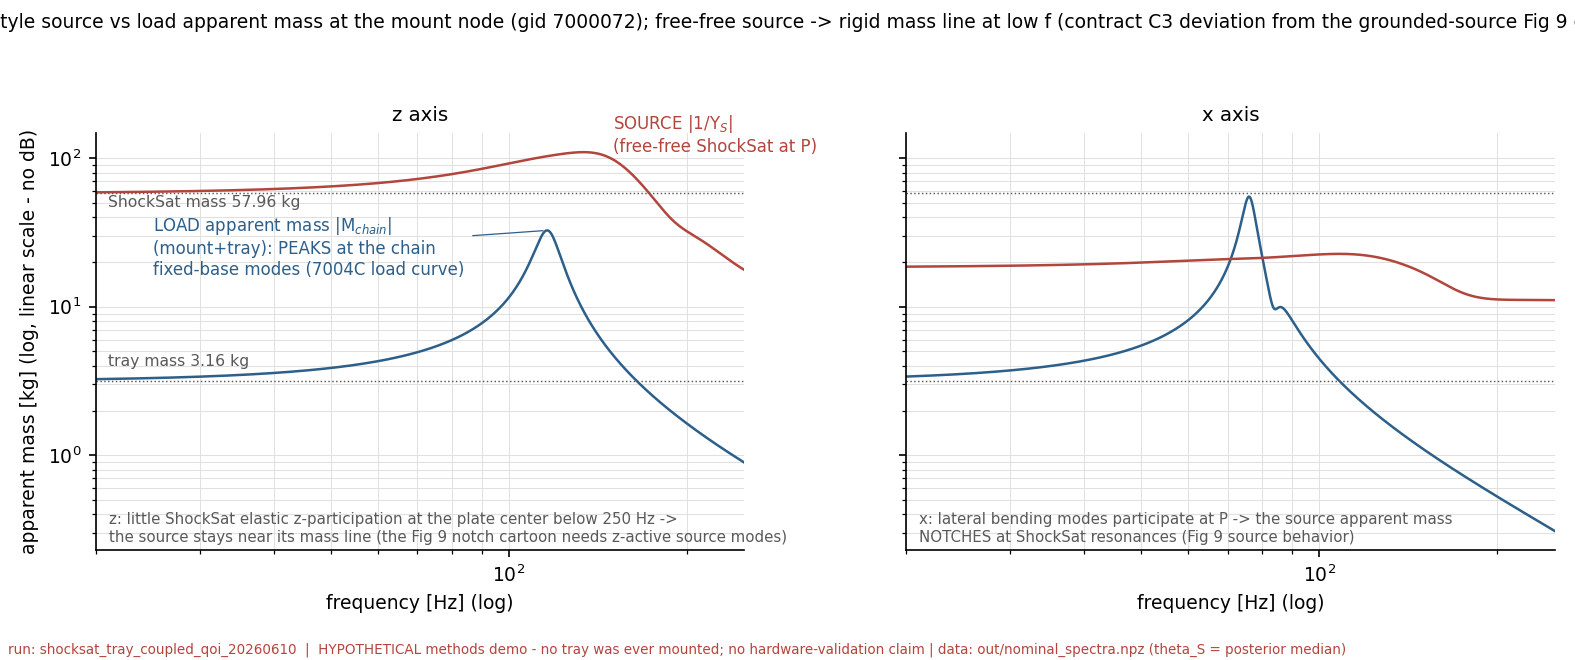 tyle source vs load apparent mass at the mount node (gid 7000072); free-free source -> rigid mass line at low f (contract C3 deviation from the grounded-source Fig 9
z axis
SOURCE |1/Y_S|
(free-free ShockSat at P)
x axis
apparent mass [kg] (log, linear scale - no dB)
10^2
10^1
10^0
ShockSat mass 57.96 kg
LOAD apparent mass |M_chain|
(mount+tray): PEAKS at the chain
fixed-base modes (7004C load curve)
tray mass 3.16 kg
z: little ShockSat elastic z-participation at the plate center below 250 Hz ->
the source stays near its mass line (the Fig 9 notch cartoon needs z-active source modes)
x: lateral bending modes participate at P -> the source apparent mass
NOTCHES at ShockSat resonances (Fig 9 source behavior)
10^2
10^2
frequency [Hz] (log)
frequency [Hz] (log)
run: shocksat_tray_coupled_qoi_20260610 | HYPOTHETICAL methods demo - no tray was ever mounted; no hardware-validation claim | data: out/nominal_spectra.npz (theta_S = posterior median)